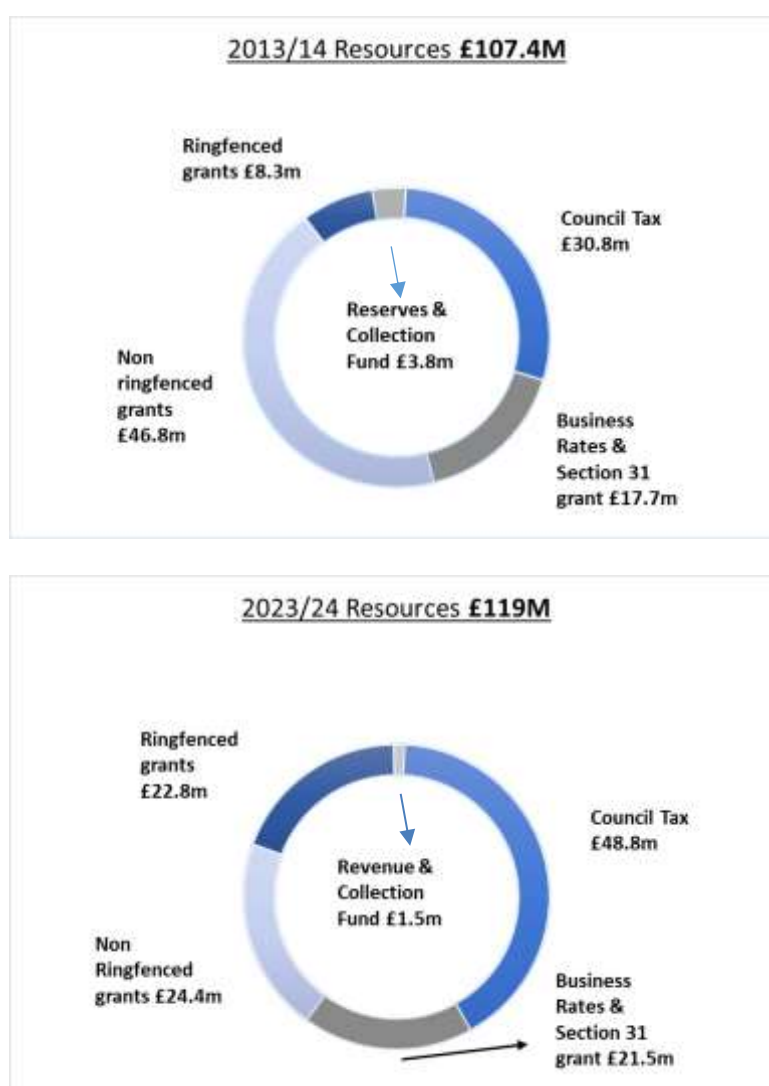 2013/14 Resources £107.4M
Ringfenced
grants £8.3m
Council Tax
£30.8m
Reserves &
Collection
Fund £3.8m
Non
ringfenced
grants
£46.8m
Business
Rates &
Section 31
grant £17.7m
2023/24 Resources £119M
Ringfenced
grants
£22.8m
Council Tax
£48.8m
Revenue &
Collection
Fund £1.5m
Non
Ringfenced
grants £24.4m
Business
Rates &
Section 31
grant £21.5m